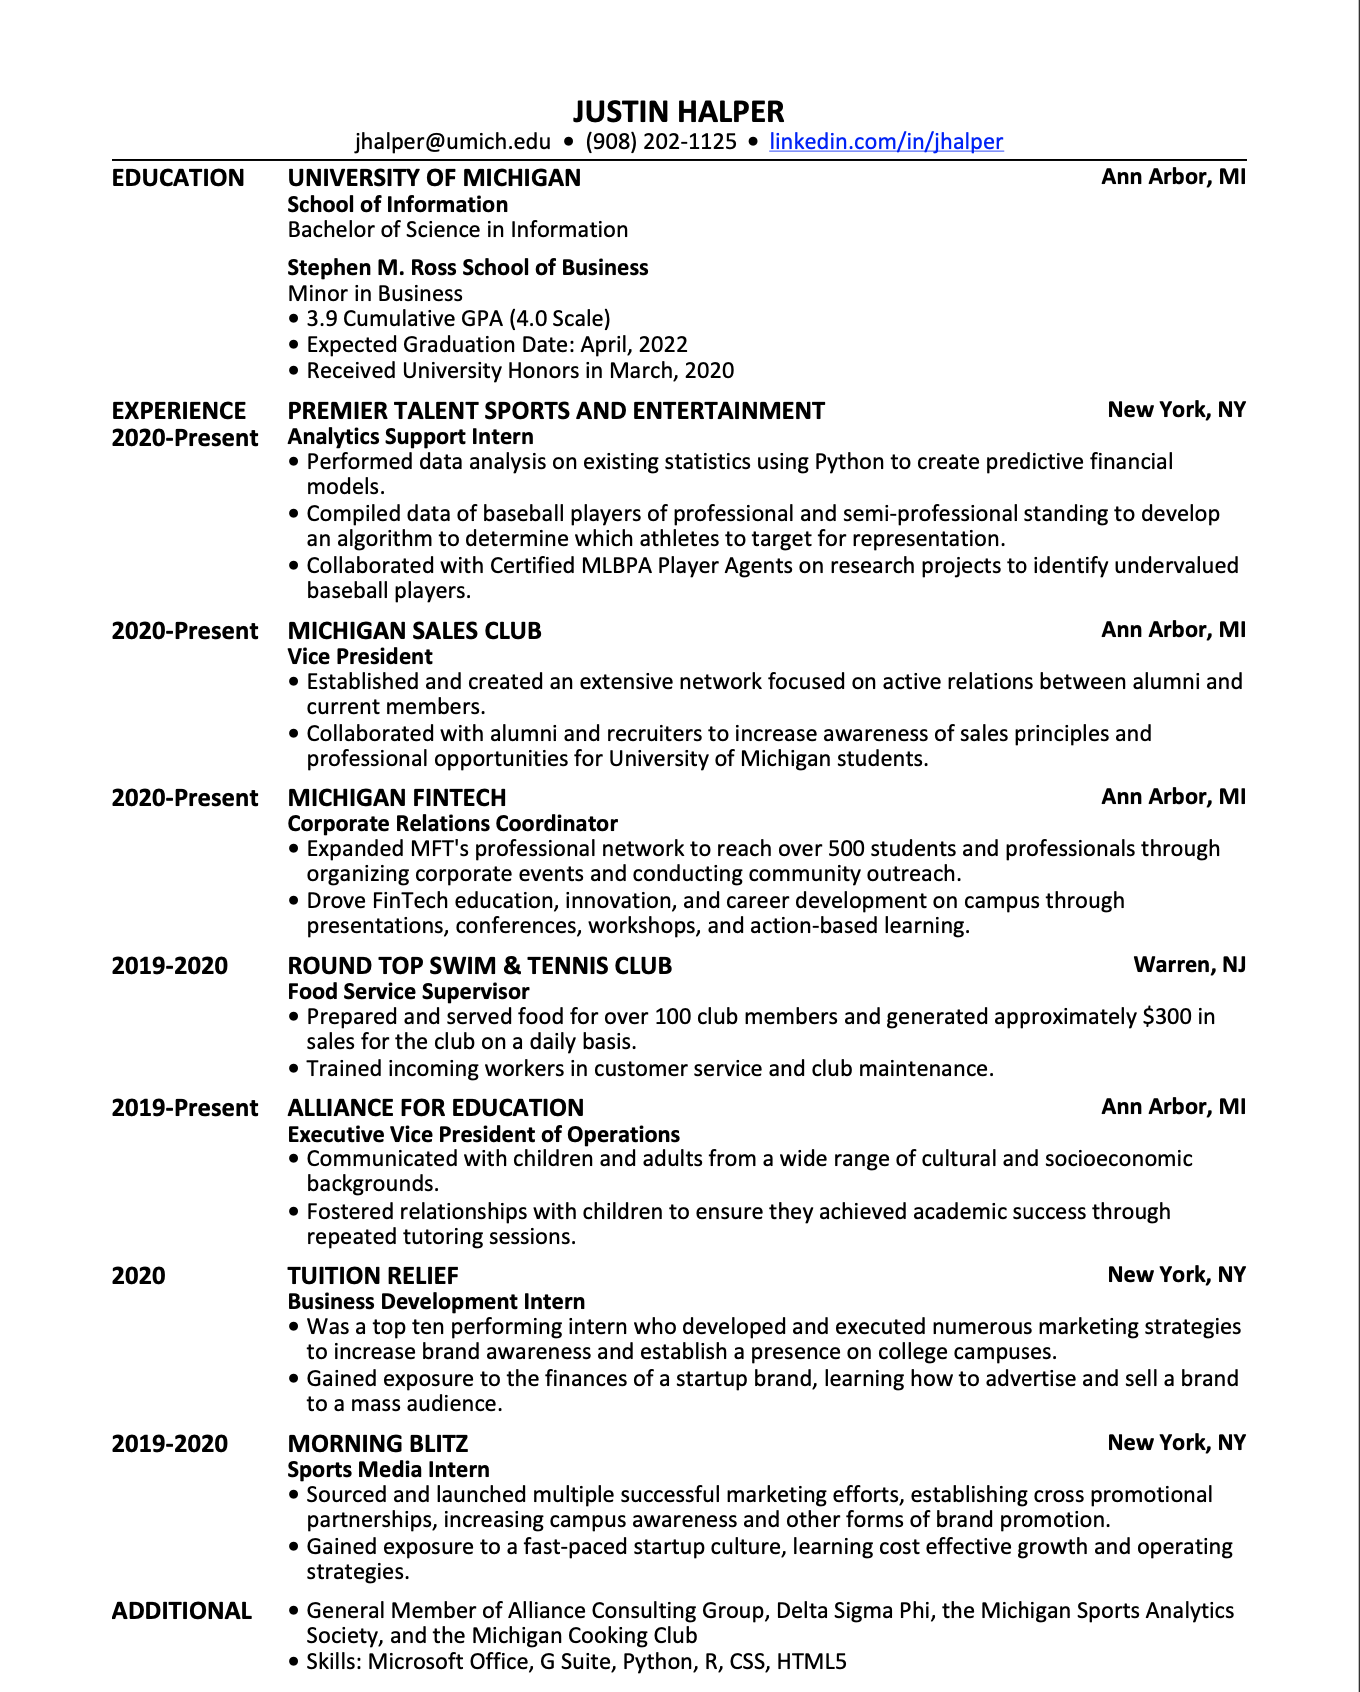 JUSTIN HALPER
jhalper@umich.edu • (908) 202-1125 • linkedin.com/in/jhalper
EDUCATION UNIVERSITY OF MICHIGAN Ann Arbor, MI
School of Information
Bachelor of Science in Information
Stephen M. Ross School of Business
Minor in Business
• 3.9 Cumulative GPA (4.0 Scale)
• Expected Graduation Date: April, 2022
• Received University Honors in March, 2020
EXPERIENCE PREMIER TALENT SPORTS AND ENTERTAINMENT New York, NY
2020-Present Analytics Support Intern
• Performed data analysis on existing statistics using Python to create predictive financial
models.
• Compiled data of baseball players of professional and semi-professional standing to develop
an algorithm to determine which athletes to target for representation.
• Collaborated with Certified MLBPA Player Agents on research projects to identify undervalued
baseball players.
2020-Present MICHIGAN SALES CLUB Ann Arbor, MI
Vice President
• Established and created an extensive network focused on active relations between alumni and
current members.
• Collaborated with alumni and recruiters to increase awareness of sales principles and
professional opportunities for University of Michigan students.
2020-Present MICHIGAN FINTECH Ann Arbor, MI
Corporate Relations Coordinator
• Expanded MFT's professional network to reach over 500 students and professionals through
organizing corporate events and conducting community outreach.
• Drove FinTech education, innovation, and career development on campus through
presentations, conferences, workshops, and action-based learning.
2019-2020 ROUND TOP SWIM & TENNIS CLUB Warren, NJ
Food Service Supervisor
• Prepared and served food for over 100 club members and generated approximately $300 in
sales for the club on a daily basis.
• Trained incoming workers in customer service and club maintenance.
2019-Present ALLIANCE FOR EDUCATION Ann Arbor, MI
Executive Vice President of Operations
• Communicated with children and adults from a wide range of cultural and socioeconomic
backgrounds.
• Fostered relationships with children to ensure they achieved academic success through
repeated tutoring sessions.
2020 TUITION RELIEF New York, NY
Business Development Intern
• Was a top ten performing intern who developed and executed numerous marketing strategies
to increase brand awareness and establish a presence on college campuses.
• Gained exposure to the finances of a startup brand, learning how to advertise and sell a brand
to a mass audience.
2019-2020 MORNING BLITZ New York, NY
Sports Media Intern
• Sourced and launched multiple successful marketing efforts, establishing cross promotional
partnerships, increasing campus awareness and other forms of brand promotion.
• Gained exposure to a fast-paced startup culture, learning cost effective growth and operating
strategies.
ADDITIONAL • General Member of Alliance Consulting Group, Delta Sigma Phi, the Michigan Sports Analytics
Society, and the Michigan Cooking Club
• Skills: Microsoft Office, G Suite, Python, R, CSS, HTML5